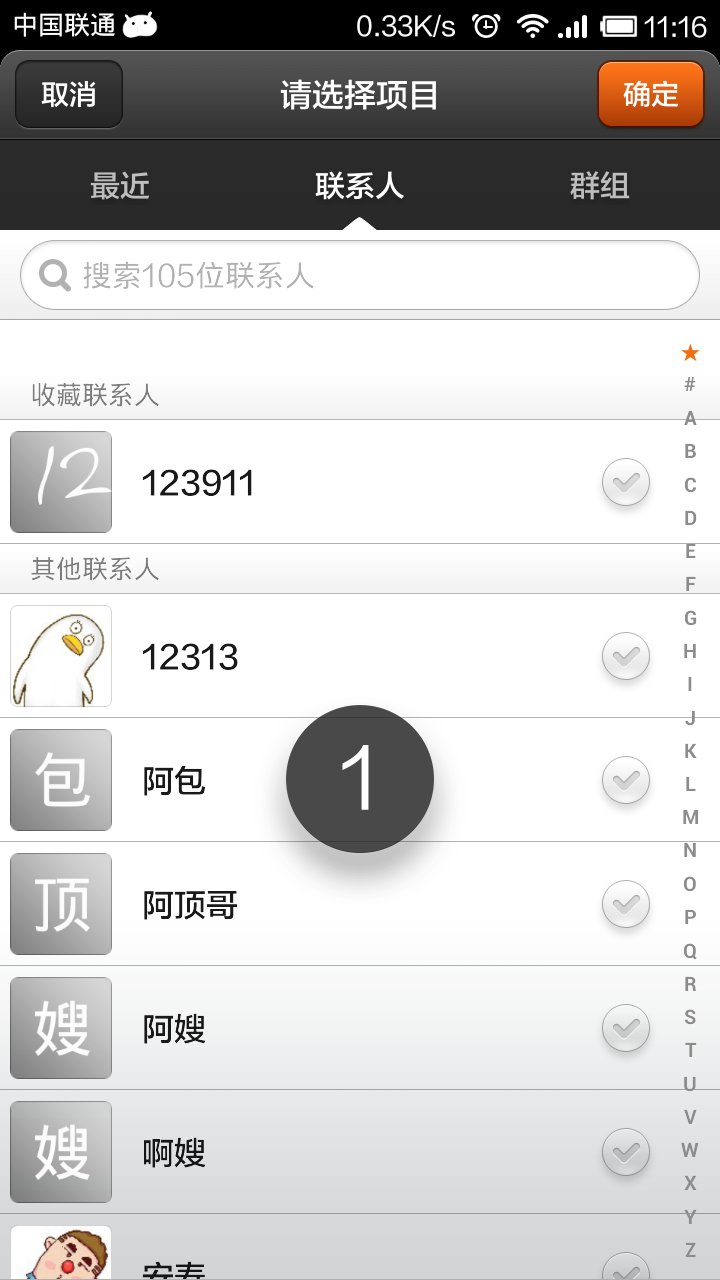 中国联通 0.33K/s 11:16
取消 请选择项目 确定
最近 联系人 群组
搜索105位联系人
收藏联系人
12 123911
其他联系人
12313
包 阿包
1
顶 阿顶哥
嫂 阿嫂
嫂 啊嫂
安泰
#
A
B
C
D
E
F
G
H
I
J
K
L
M
N
O
P
Q
R
S
T
U
V
W
X
Y
Z